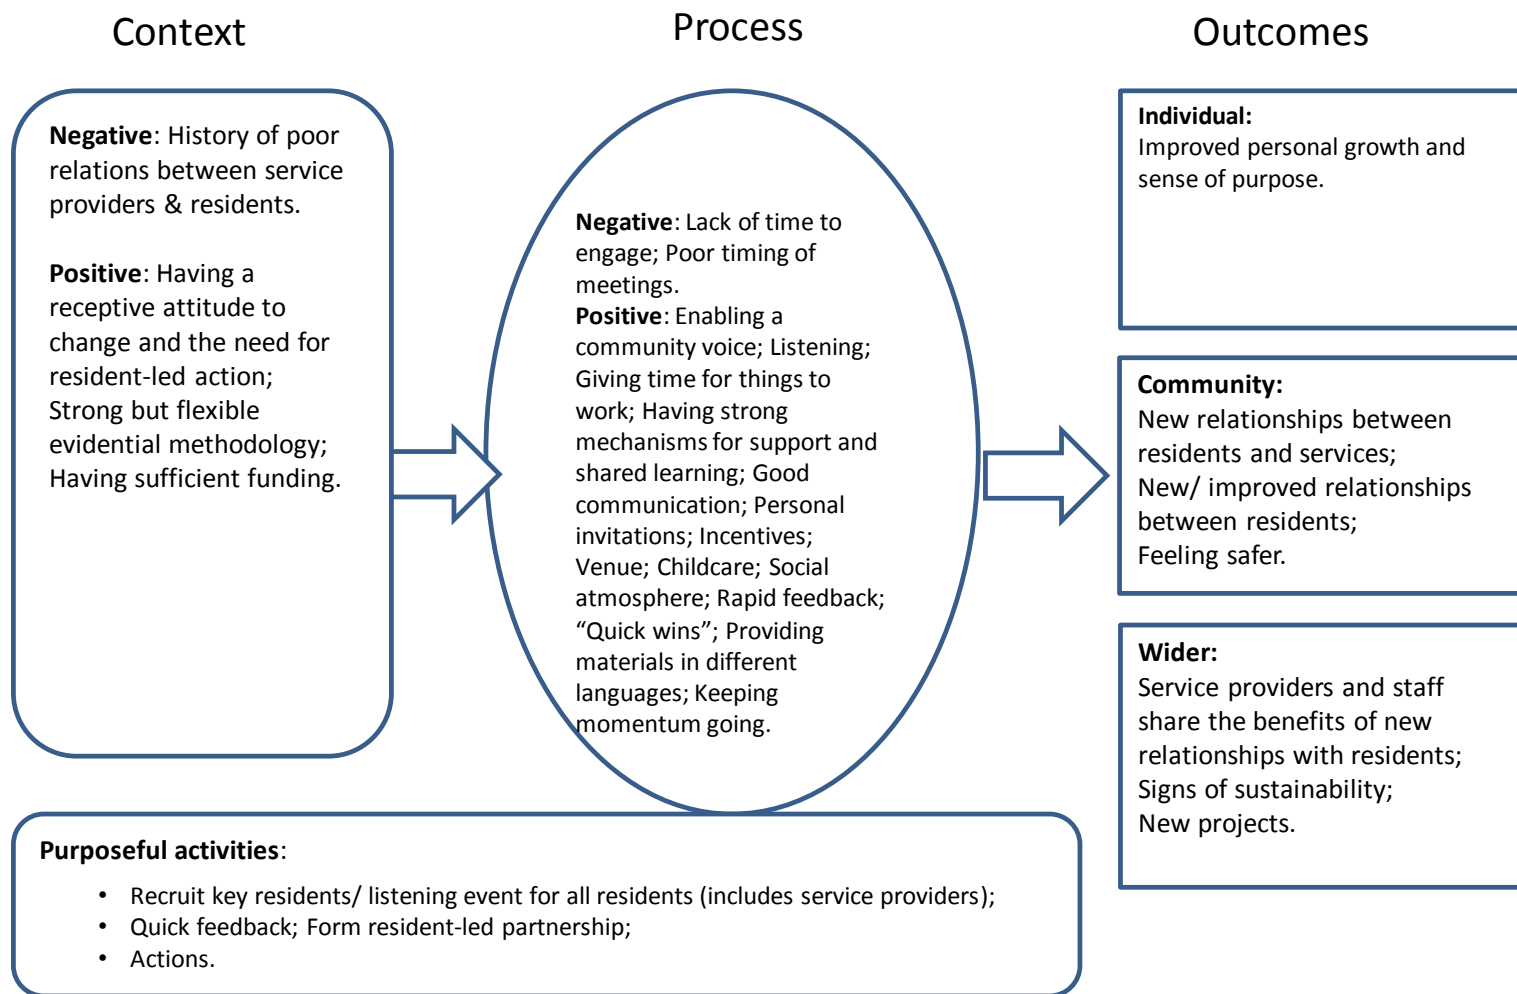 Context
Process
Outcomes
Negative: History of poor
relations between service
providers & residents.
Positive: Having a
receptive attitude to
change and the need for
resident-led action;
Strong but flexible
evidential methodology;
Having sufficient funding.
Negative: Lack of time to
engage; Poor timing of
meetings.
Positive: Enabling a
community voice; Listening;
Giving time for things to
work; Having strong
mechanisms for support and
shared learning; Good
communication; Personal
invitations; Incentives;
Venue; Childcare; Social
atmosphere; Rapid feedback;
“Quick wins”; Providing
materials in different
languages; Keeping
momentum going.
Individual:
Improved personal growth and
sense of purpose.
Community:
New relationships between
residents and services;
New/ improved relationships
between residents;
Feeling safer.
Wider:
Service providers and staff
share the benefits of new
relationships with residents;
Signs of sustainability;
New projects.
Purposeful activities:
• Recruit key residents/ listening event for all residents (includes service providers);
• Quick feedback; Form resident-led partnership;
• Actions.